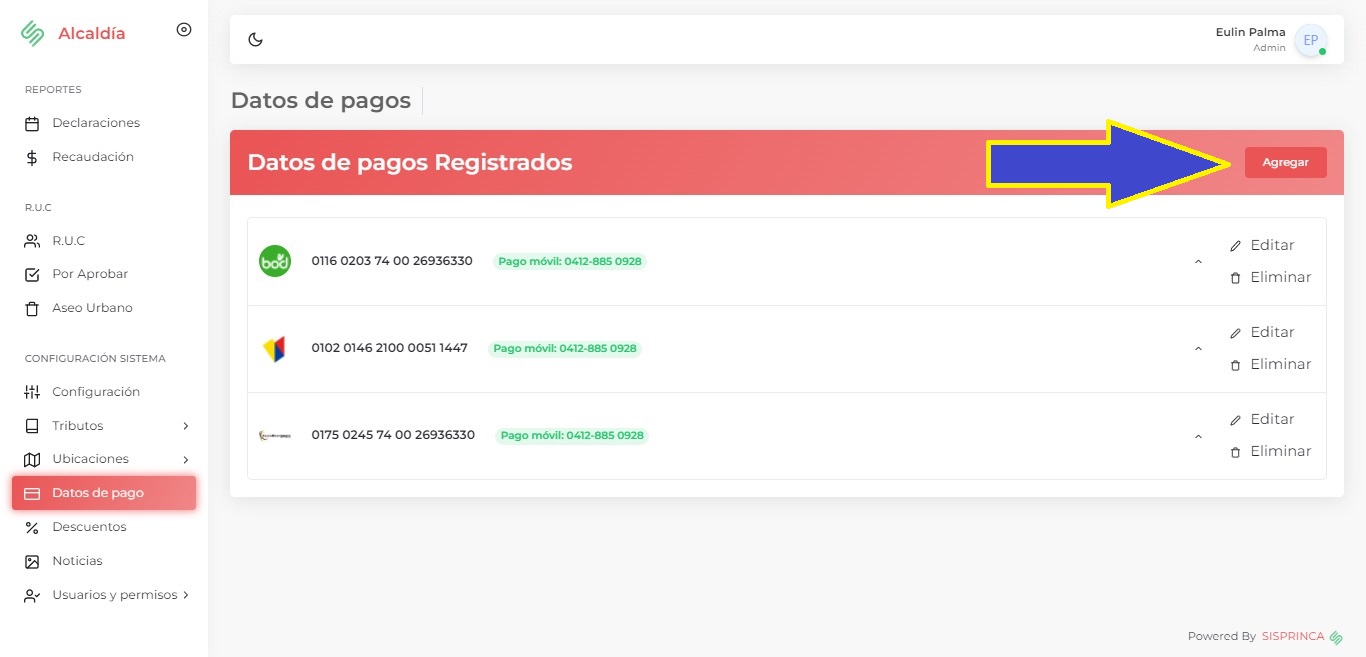 Alcaldía
REPORTES
Declaraciones
Recaudación
R.U.C
R.U.C
Por Aprobar
Aseo Urbano
CONFIGURACIÓN SISTEMA
Configuración
Tributos
Ubicaciones
Datos de pago
Descuentos
Noticias
Usuarios y permisos
Eulin Palma
Admin
EP
Datos de pagos
Datos de pagos Registrados
Agregar
bod
0116 0203 74 00 26936330
Pago móvil: 0412-885 0928
Editar
Eliminar
0102 0146 2100 0051 1447
Pago móvil: 0412-885 0928
Editar
Eliminar
0175 0245 74 00 26936330
Pago móvil: 0412-885 0928
Editar
Eliminar
Powered By SISPRINCA